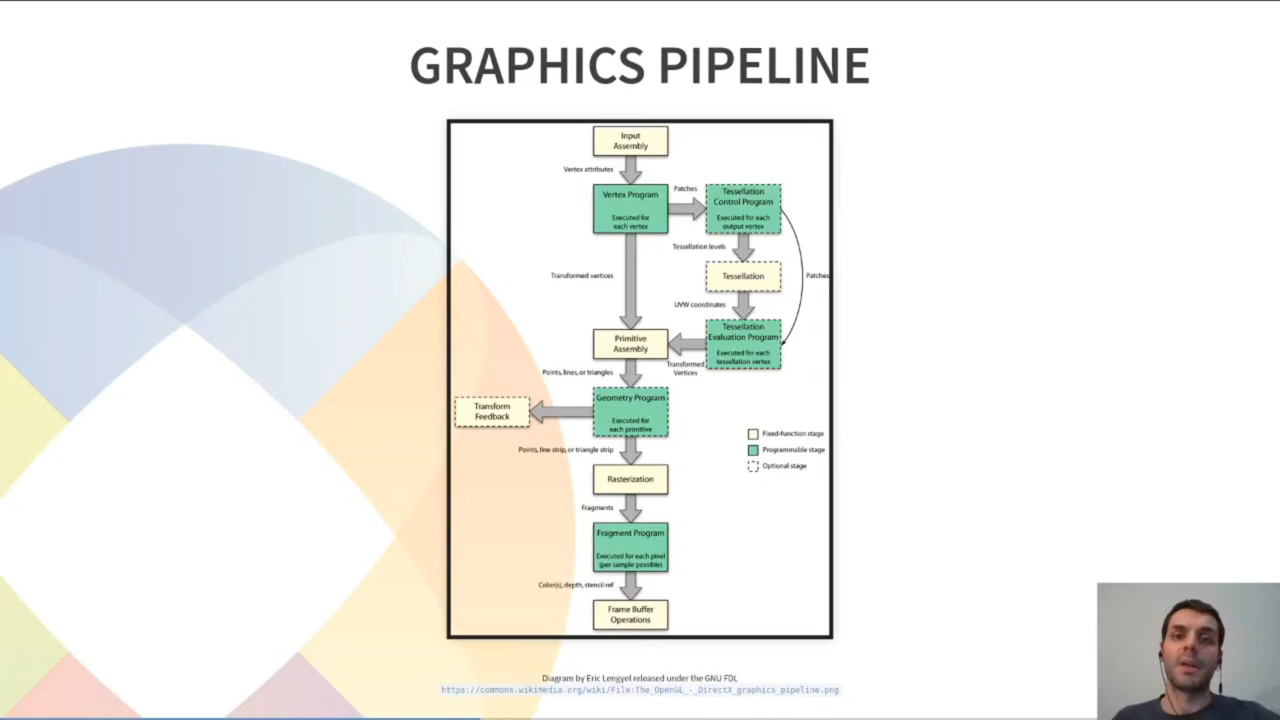 GRAPHICS PIPELINE
Input
Assembly
Vertex attributes
Vertex Program
Executed for
each vertex
Patches
Tessellation
Control Program
Executed for each
output vertex
Tessellation levels
Transformed vertices
Tessellation
Patches
UVW coordinates
Primitive
Assembly
Tessellation
Evaluation Program
Executed for each
tessellation vertex
Transformed
Vertices
Points, lines, or triangles
Transform
Feedback
Geometry Program
Executed for
each primitive
Fixed-function stage
Programmable stage
Optional stage
Points, line strip, or triangle strip
Rasterization
Fragments
Fragment Program
Executed for each pixel
(per sample possible)
Color(s), depth, stencil ref
Frame Buffer
Operations
Diagram by Eric Lengyel released under the GNU FDL
https://commons.wikimedia.org/wiki/File:The_OpenGL_-_DirectX_graphics_pipeline.png